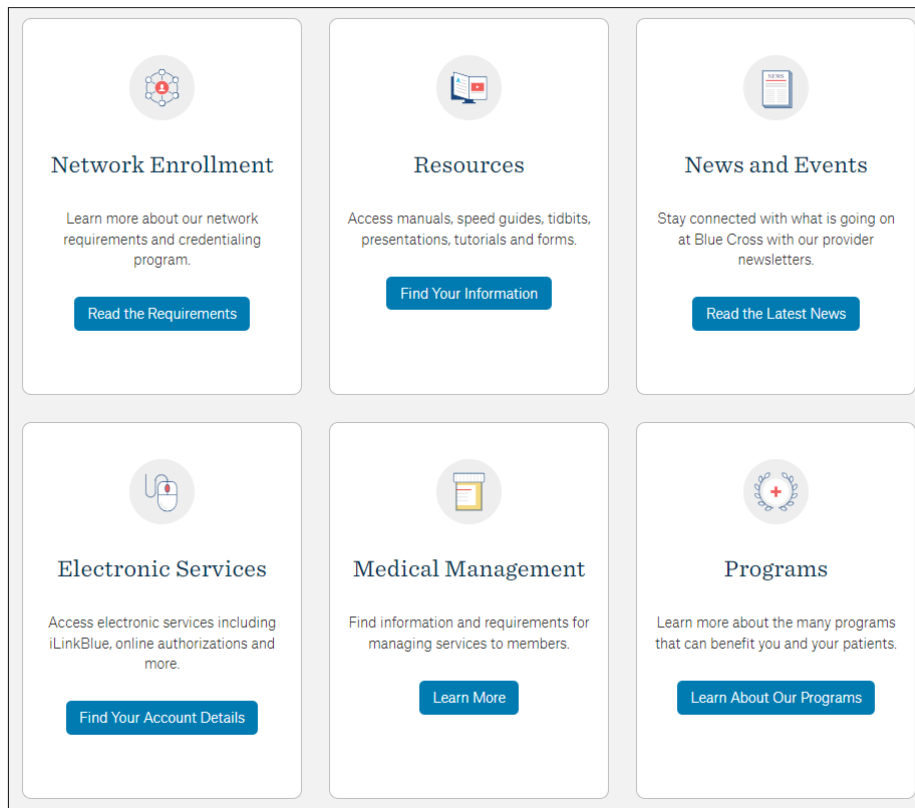 NEWS
Network Enrollment
Learn more about our network
requirements and credentialing
program.
Read the Requirements
Resources
Access manuals, speed guides, tidbits,
presentations, tutorials and forms.
Find Your Information
News and Events
Stay connected with what is going on
at Blue Cross with our provider
newsletters.
Read the Latest News
Electronic Services
Access electronic services including
iLinkBlue, online authorizations and
more.
Find Your Account Details
Medical Management
Find information and requirements for
managing services to members.
Learn More
Programs
Learn more about the many programs
that can benefit you and your patients.
Learn About Our Programs